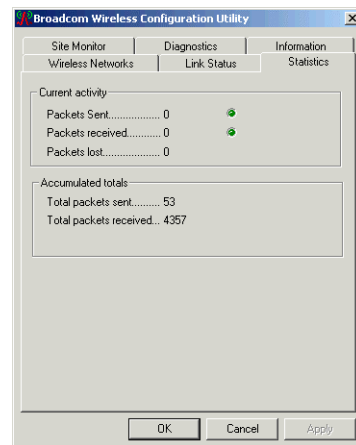 Broadcom Wireless Configuration Utility
Site Monitor Diagnostics Information
Wireless Networks Link Status Statistics
Current activity
Packets Sent................ 0
Packets received........... 0
Packets lost.................. 0
Accumulated totals
Total packets sent.......... 53
Total packets received... 4357
OK Cancel Apply